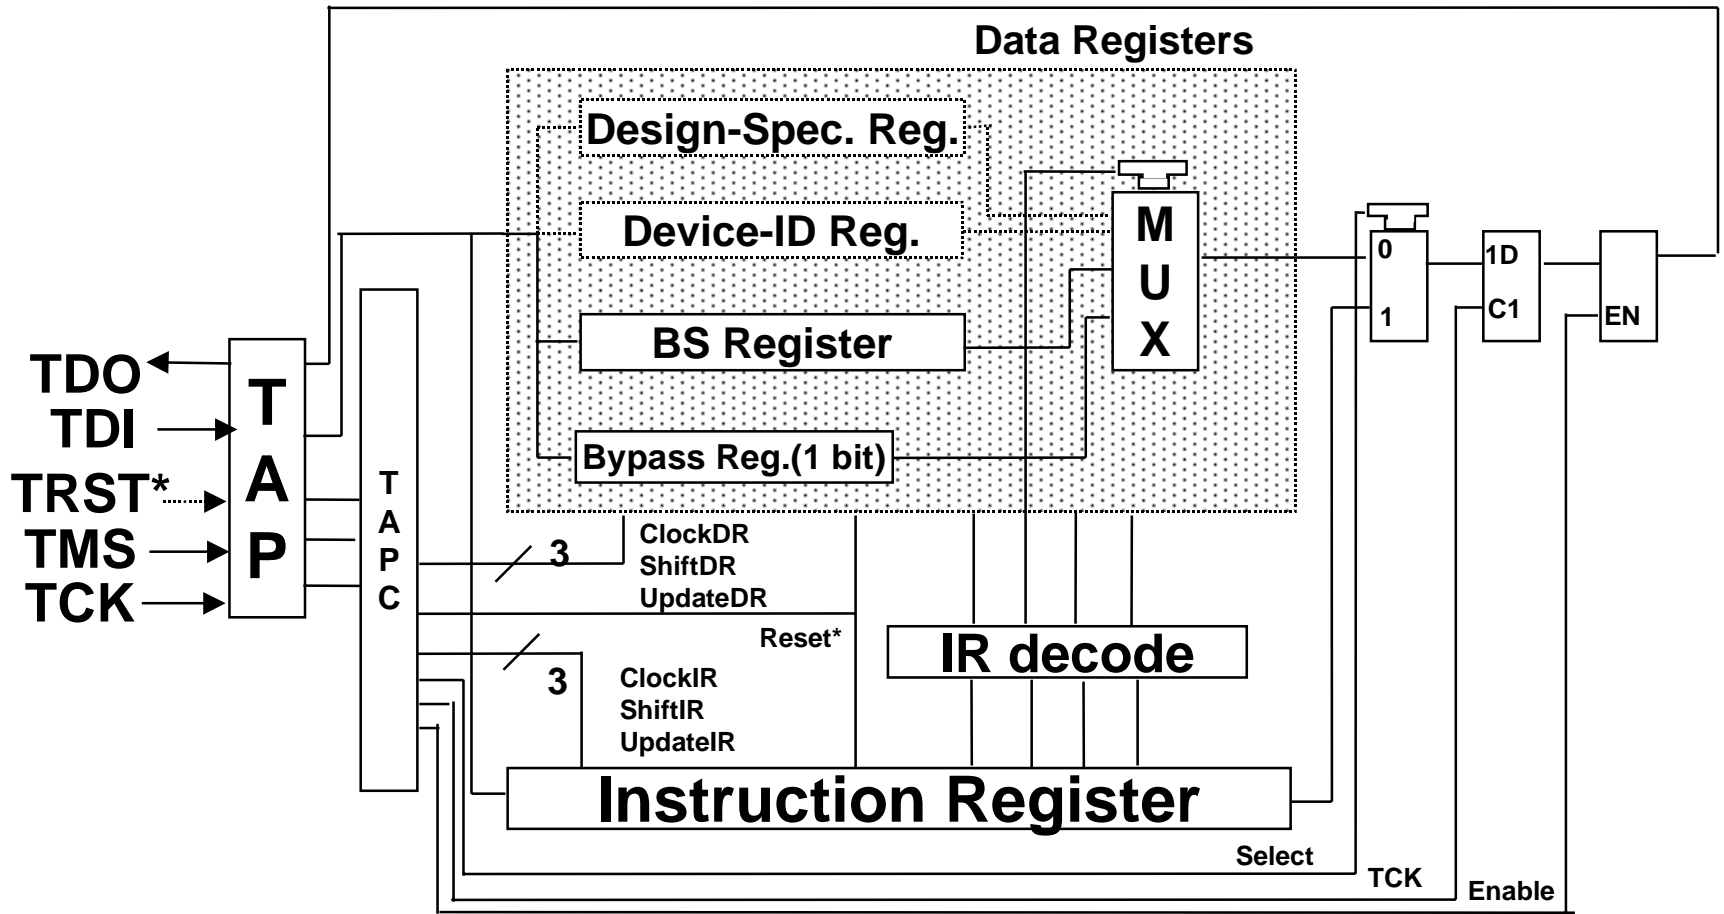 Data Registers
Design-Spec. Reg.
Device-ID Reg.
BS Register
Bypass Reg.(1 bit)
M
U
X
0
1
1D
C1
EN
TDO
TDI
TRST*
TMS
TCK
T
A
P
T
A
P
C
3
ClockDR
ShiftDR
UpdateDR
Reset*
IR decode
3
ClockIR
ShiftIR
UpdateIR
Instruction Register
Select
TCK
Enable